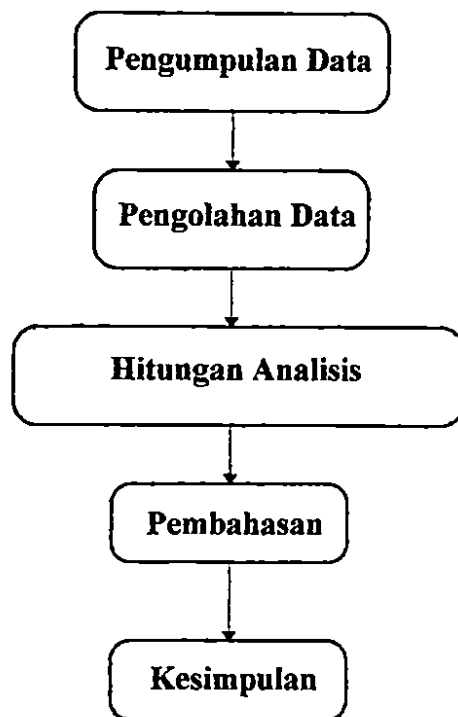 Pengumpulan Data
Pengolahan Data
Hitungan Analisis
Pembahasan
Kesimpulan